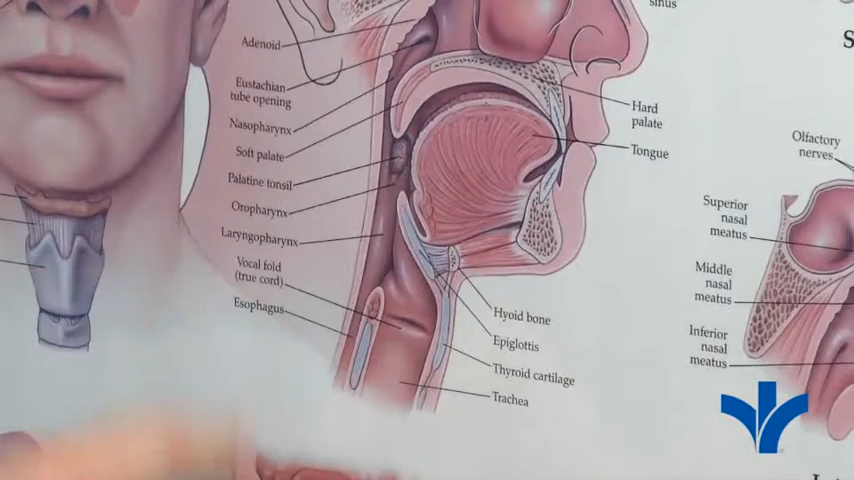 sinus
S
Adenoid
Eustachian
tube opening
Nasopharynx
Soft palate
Palatine tonsil
Oropharynx
Laryngopharynx
Vocal fold
(true cord)
Esophagus
Hard
palate
Tongue
Hyoid bone
Epiglottis
Thyroid cartilage
Trachea
Olfactory
nerves
Superior
nasal
meatus
Middle
nasal
meatus
Inferior
nasal
meatus